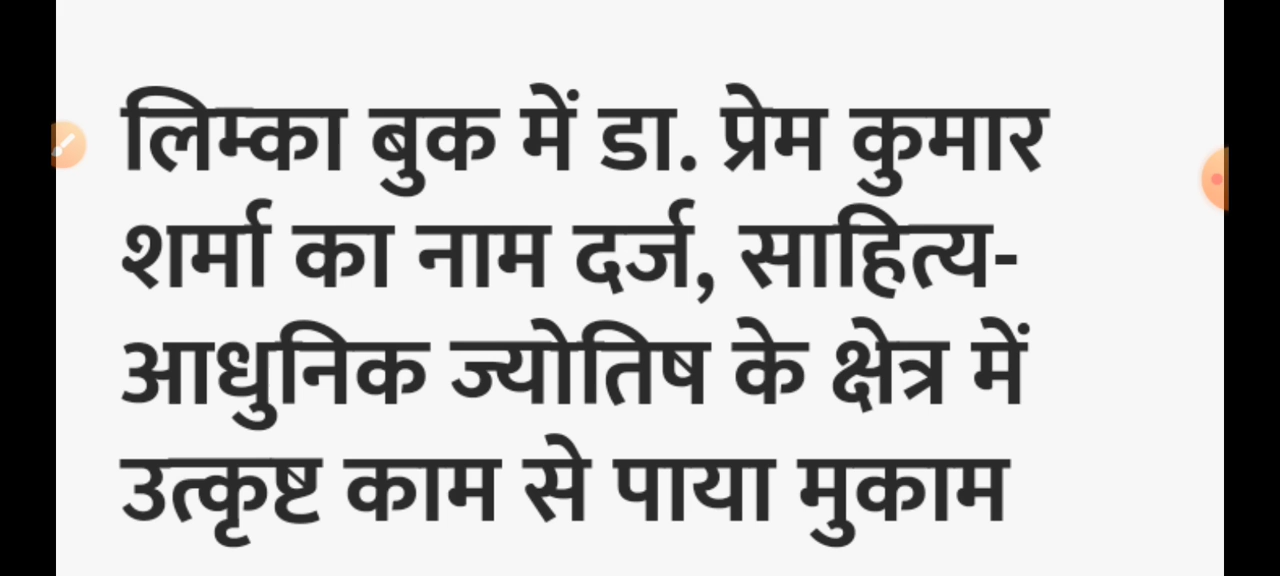 लिम्का बुक में डा. प्रेम कुमार
शर्मा का नाम दर्ज, साहित्य-
आधुनिक ज्योतिष के क्षेत्र में
उत्कृष्ट काम से पाया मुकाम